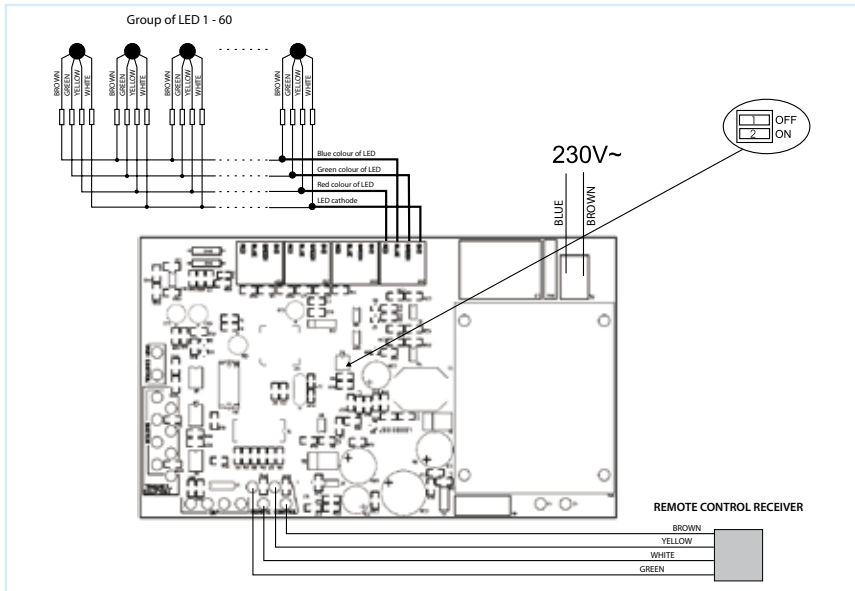 Group of LED 1 - 60
BROWN
GREEN
YELLOW
WHITE
BROWN
GREEN
YELLOW
WHITE
BROWN
GREEN
YELLOW
WHITE
BROWN
GREEN
YELLOW
WHITE
1 OFF
2 ON
230V~
BLUE
BROWN
Blue colour of LED
Green colour of LED
Red colour of LED
LED cathode
REMOTE CONTROL RECEIVER
BROWN
YELLOW
WHITE
GREEN